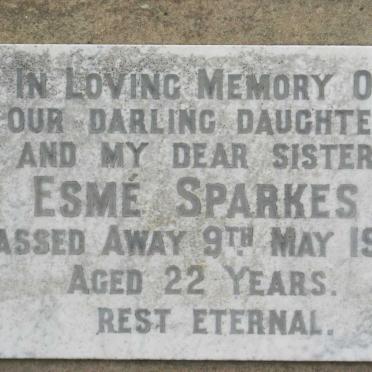 IN LOVING MEMORY O
OUR DARLING DAUGHTE
AND MY DEAR SISTER
ESMÉ SPARKES
ASSED AWAY 9TH MAY 19
AGED 22 YEARS.
REST ETERNAL.